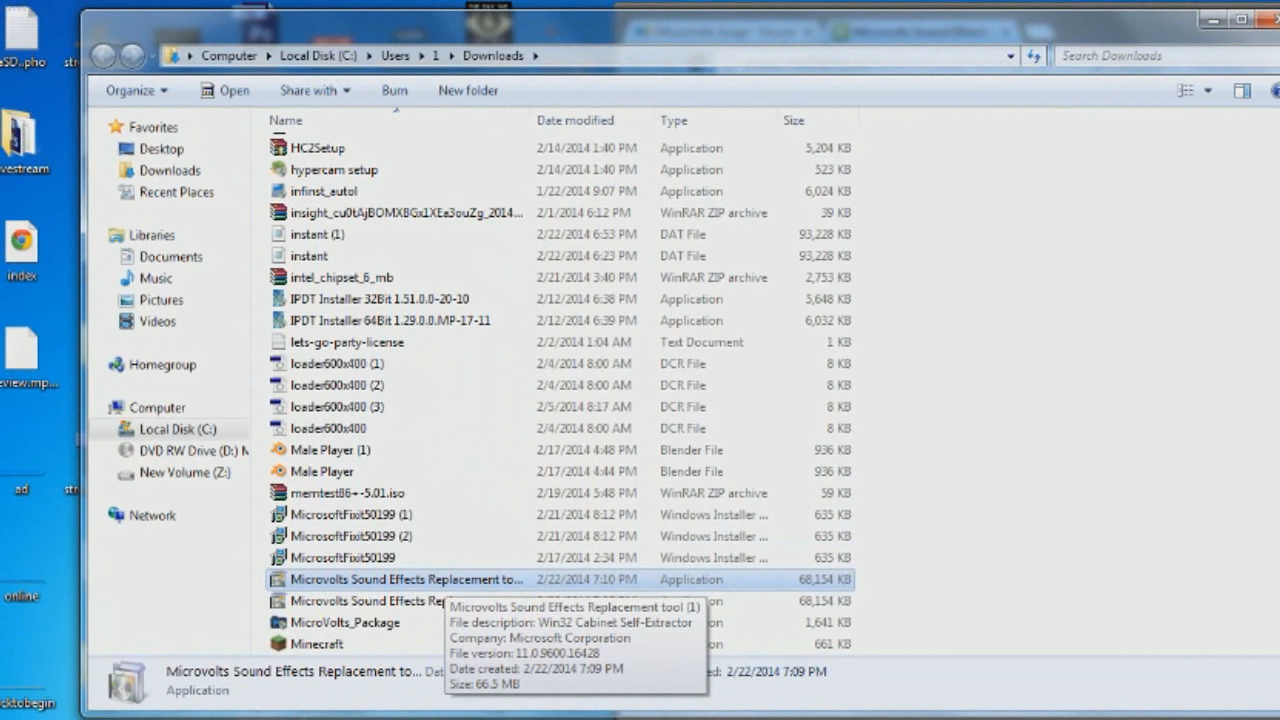 Computer ▸ Local Disk (C:) ▸ Users ▸ 1 ▸ Downloads ▸
Search Downloads
Organize
Open
Share with
Burn
New folder
Name Date modified Type Size
HC2Setup 2/14/2014 1:40 PM Application 5,204 KB
hypercam setup 2/14/2014 1:40 PM Application 523 KB
infinst_autol 1/22/2014 9:07 PM Application 6,024 KB
insight_cu0tAjBOMXBGx1XEa3ouZg_2014... 2/1/2014 6:12 PM WinRAR ZIP archive 39 KB
instant (1) 2/22/2014 6:53 PM DAT File 93,228 KB
instant 2/22/2014 6:23 PM DAT File 93,228 KB
intel_chipset_6_mb 2/21/2014 3:40 PM WinRAR ZIP archive 2,753 KB
IPDT Installer 32Bit 1.51.0.0-20-10 2/12/2014 6:38 PM Application 5,648 KB
IPDT Installer 64Bit 1.29.0.0.MP-17-11 2/12/2014 6:39 PM Application 6,032 KB
lets-go-party-license 2/2/2014 1:04 AM Text Document 1 KB
loader600x400 (1) 2/4/2014 8:00 AM DCR File 8 KB
loader600x400 (2) 2/4/2014 8:00 AM DCR File 8 KB
loader600x400 (3) 2/5/2014 8:17 AM DCR File 8 KB
loader600x400 2/4/2014 8:00 AM DCR File 8 KB
Male Player (1) 2/17/2014 4:48 PM Blender File 936 KB
Male Player 2/17/2014 4:44 PM Blender File 936 KB
memtest86+-5.01.iso 2/19/2014 5:48 PM WinRAR ZIP archive 59 KB
MicrosoftFixit50199 (1) 2/21/2014 8:12 PM Windows Installer ... 635 KB
MicrosoftFixit50199 (2) 2/21/2014 8:12 PM Windows Installer ... 635 KB
MicrosoftFixit50199 2/17/2014 2:34 PM Windows Installer ... 635 KB
Microvolts Sound Effects Replacement to... 2/22/2014 7:10 PM Application 68,154 KB
Microvolts Sound Effects Rep 68,154 KB
MicroVolts_Package 1,641 KB
Minecraft 661 KB
Microvolts Sound Effects Replacement tool (1)
File description: Win32 Cabinet Self-Extractor
Company: Microsoft Corporation
File version: 11.0.9600.16428
Date created: 2/22/2014 7:09 PM
Size: 66.5 MB
Favorites
Desktop
Downloads
Recent Places
Libraries
Documents
Music
Pictures
Videos
Homegroup
Computer
Local Disk (C:)
DVD RW Drive (D:) M
New Volume (Z:)
Network
Microvolts Sound Effects Replacement to... Dat ed: 2/22/2014 7:09 PM
Application
aSD..pho
vestream
index
eview.mp...
ad
online
cktobegin